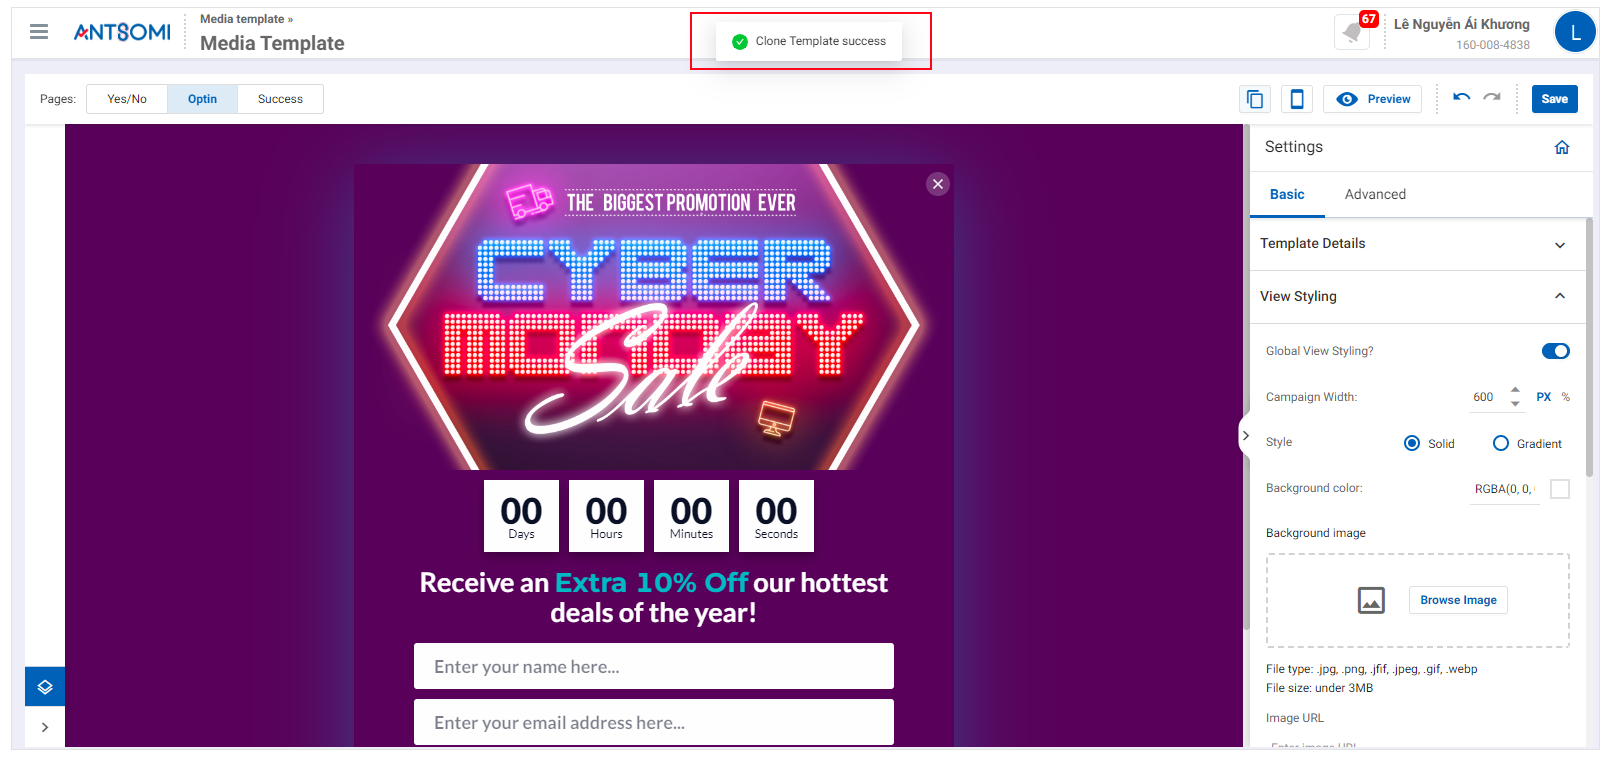 ANTSOMI
Media template »
Media Template
Clone Template success
67
Lê Nguyễn Ái Khương
160-008-4838
L
Pages:
Yes/No
Optin
Success
Preview
Save
THE BIGGEST PROMOTION EVER
CYBER
MONDAY
Sale
00
Days
00
Hours
00
Minutes
00
Seconds
Receive an Extra 10% Off our hottest
deals of the year!
Enter your name here...
Enter your email address here...
Settings
Basic
Advanced
Template Details
View Styling
Global View Styling?
Campaign Width:
600
PX
%
Style
Solid
Gradient
Background color:
RGBA(0, 0,
Background image
Browse Image
File type: .jpg, .png, .jfif, .jpeg, .gif, .webp
File size: under 3MB
Image URL
Enter image URL